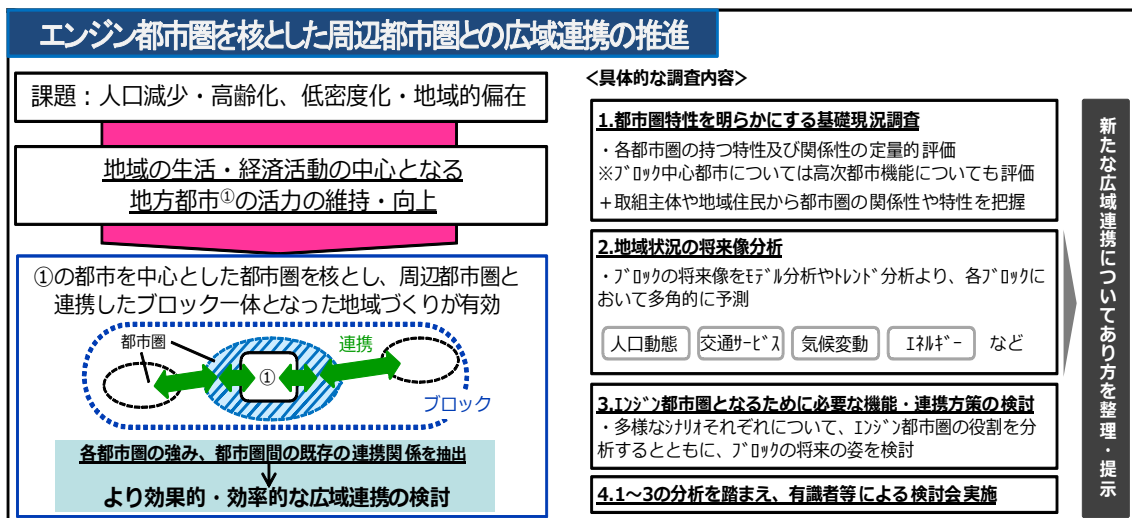 エンジン都市圏を核とした周辺都市圏との広域連携の推進
課題：人口減少・高齢化、低密度化・地域的偏在
地域の生活・経済活動の中心となる
地方都市①の活力の維持・向上
①の都市を中心とした都市圏を核とし、周辺都市圏と
連携したブロック一体となった地域づくりが有効
都市圏
連携
①
ブロック
各都市圏の強み、都市圏間の既存の連携関係を抽出
より効果的・効率的な広域連携の検討
＜具体的な調査内容＞
1.都市圏特性を明らかにする基礎現況調査
・各都市圏の持つ特性及び関係性の定量的評価
※ﾌﾞﾛｯｸ中心都市については高次都市機能についても評価
＋取組主体や地域住民から都市圏の関係性や特性を把握
2.地域状況の将来像分析
・ﾌﾞﾛｯｸの将来像をﾓﾃﾞﾙ分析やﾄﾚﾝﾄﾞ分析より、各ﾌﾞﾛｯｸに
おいて多角的に予測
人口動態 交通ｻｰﾋﾞｽ 気候変動 ｴﾈﾙｷﾞｰ など
3.ｴﾝｼﾞﾝ都市圏となるために必要な機能・連携方策の検討
・多様なｼﾅﾘｵそれぞれについて、ｴﾝｼﾞﾝ都市圏の役割を分
析するとともに、ﾌﾞﾛｯｸの将来の姿を検討
4.1～3の分析を踏まえ、有識者等による検討会実施
新たな広域連携についてあり方を整理・提示